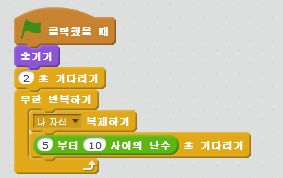 클릭했을 때
숨기기
2 초 기다리기
무한 반복하기
나 자신 복제하기
5 부터 10 사이의 난수 초 기다리기